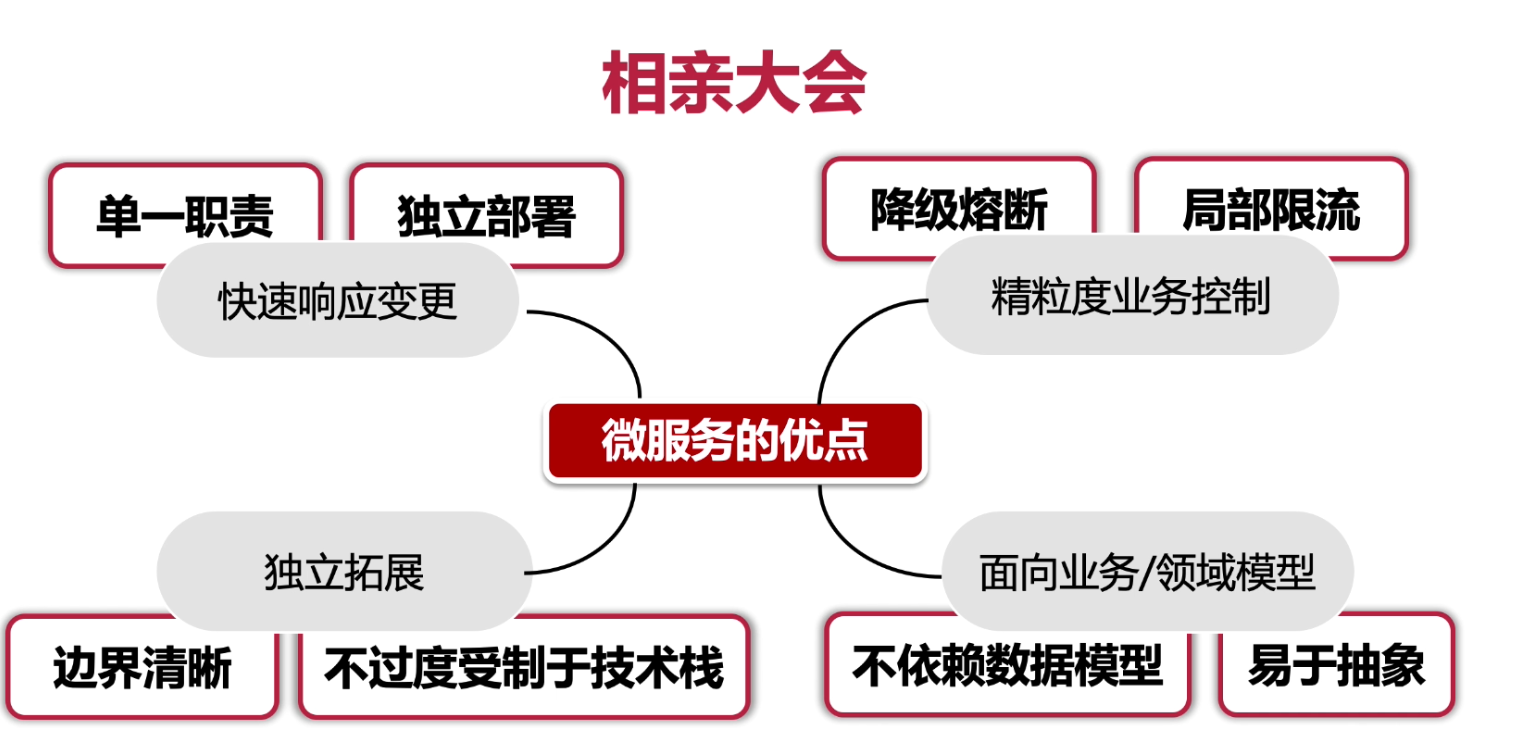 相亲大会
单一职责
独立部署
快速响应变更
降级熔断
局部限流
精粒度业务控制
微服务的优点
独立拓展
边界清晰
不过度受制于技术栈
面向业务/领域模型
不依赖数据模型
易于抽象